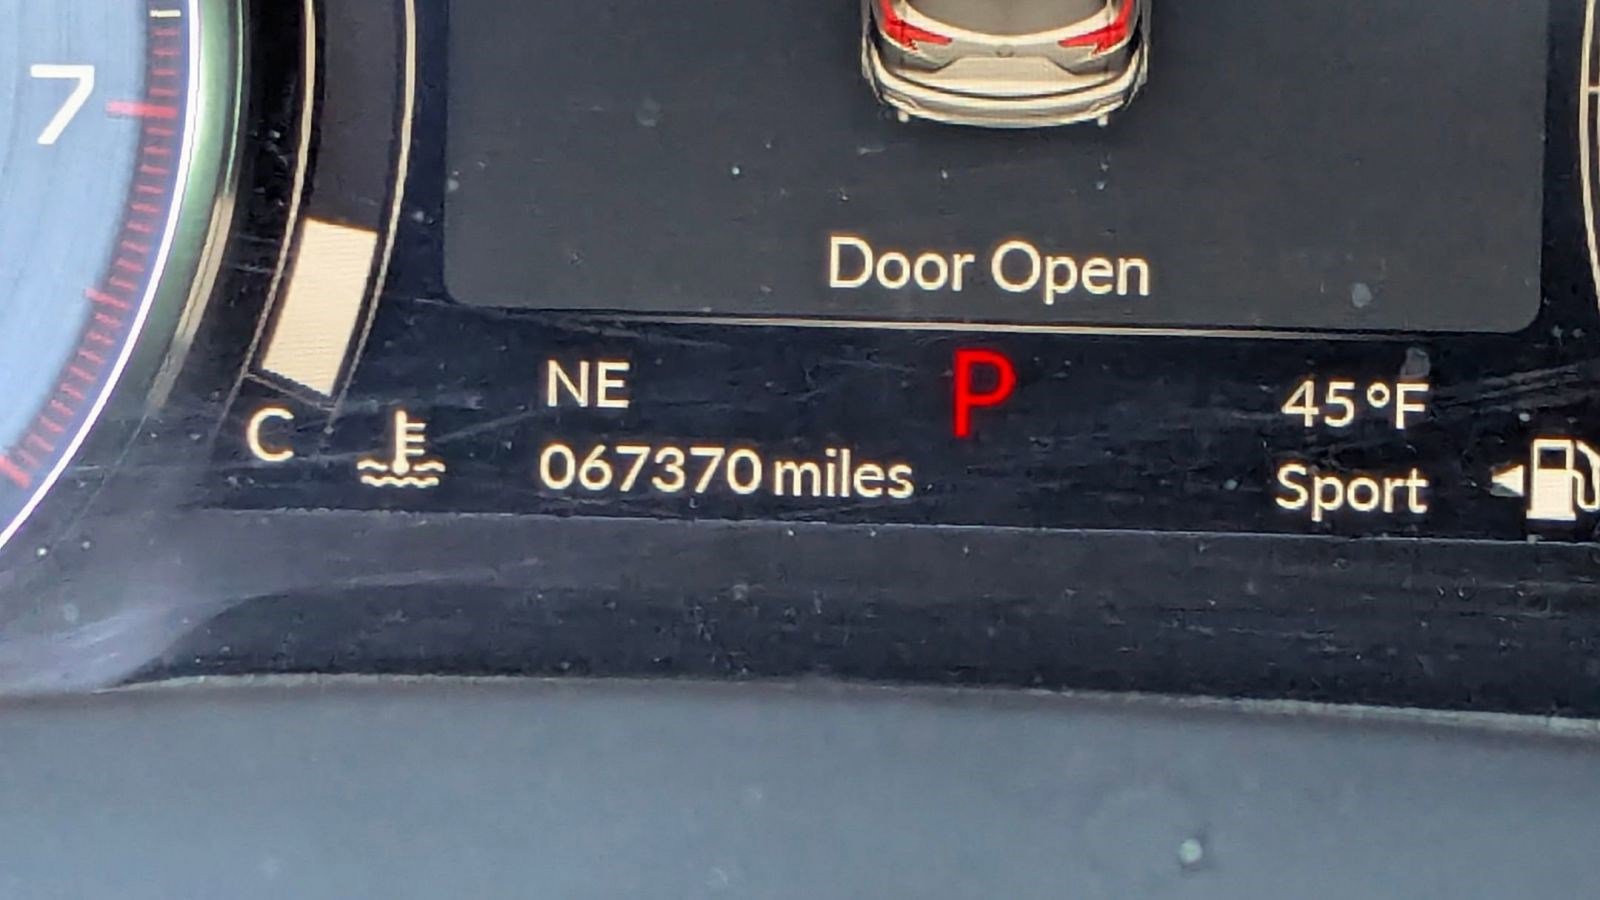 7
Door Open
NE
P
45°F
C
067370 miles
Sport